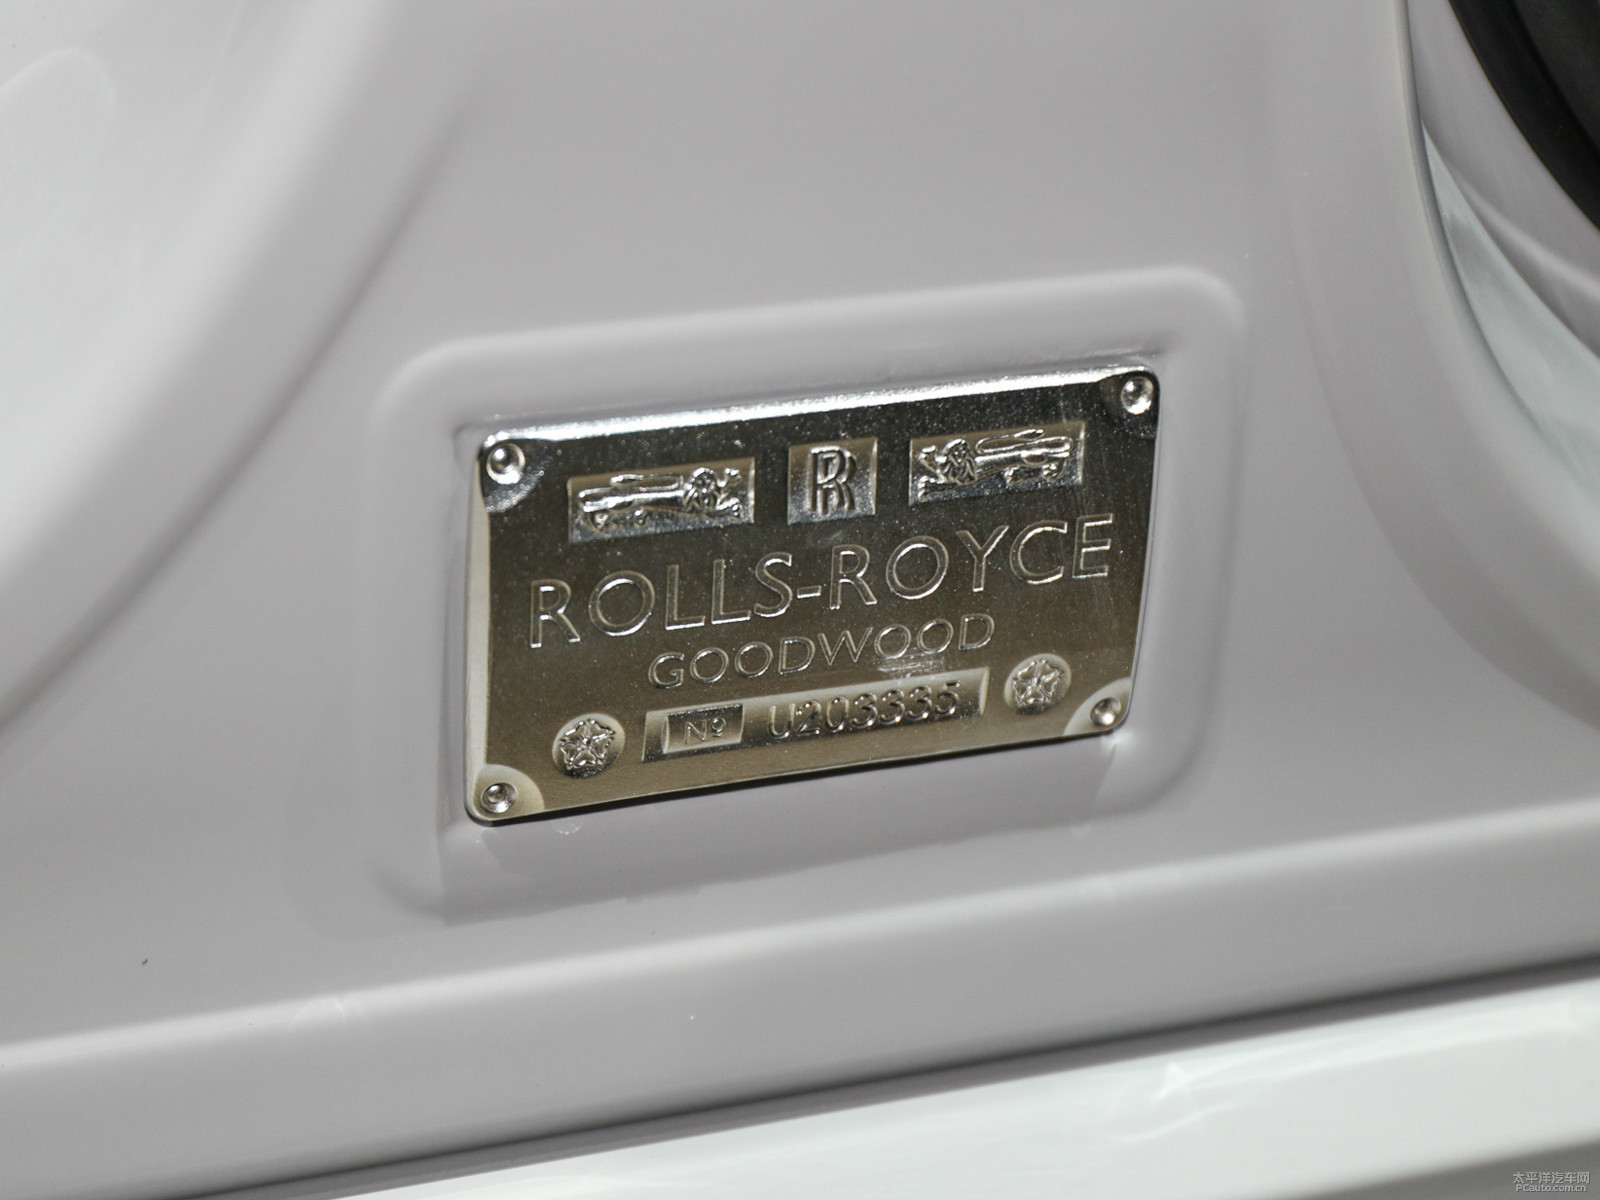 RR
ROLLS-ROYCE
GOODWOOD
Nº U203335
太平洋汽车网
PCauto.com.cn